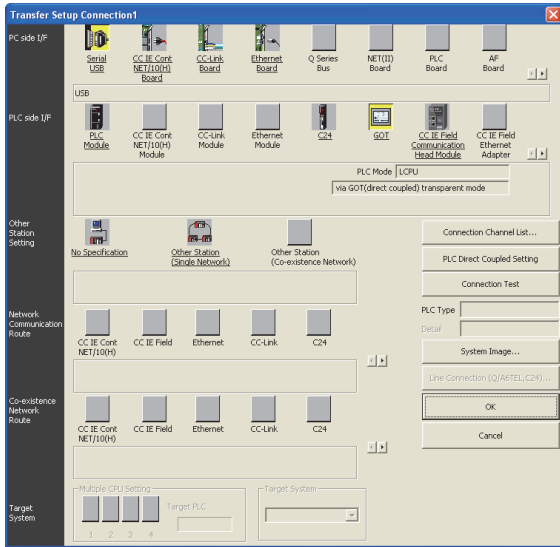 Transfer Setup Connection1
PC side I/F
Serial
USB
CC IE Cont
NET/10(H)
Board
CC-Link
Board
Ethernet
Board
Q Series
Bus
NET(II)
Board
PLC
Board
AF
Board
USB
PLC side I/F
PLC
Module
CC IE Cont
NET/10(H)
Module
CC-Link
Module
Ethernet
Module
C24
GOT
CC IE Field
Communication
Head Module
CC IE Field
Ethernet
Adapter
PLC Mode LCPU
via GOT(direct coupled) transparent mode
Other
Station
Setting
No Specification
Other Station
(Single Network)
Other Station
(Co-existence Network)
Connection Channel List...
PLC Direct Coupled Setting
Connection Test
PLC Type
Detail
System Image...
Line Connection (Q/A6TEL,C24)...
OK
Cancel
Network
Communication
Route
CC IE Cont
NET/10(H)
CC IE Field
Ethernet
CC-Link
C24
Co-existence
Network
Route
CC IE Cont
NET/10(H)
CC IE Field
Ethernet
CC-Link
C24
Target
System
Multiple CPU Setting
1 2 3 4
Target PLC
Target System